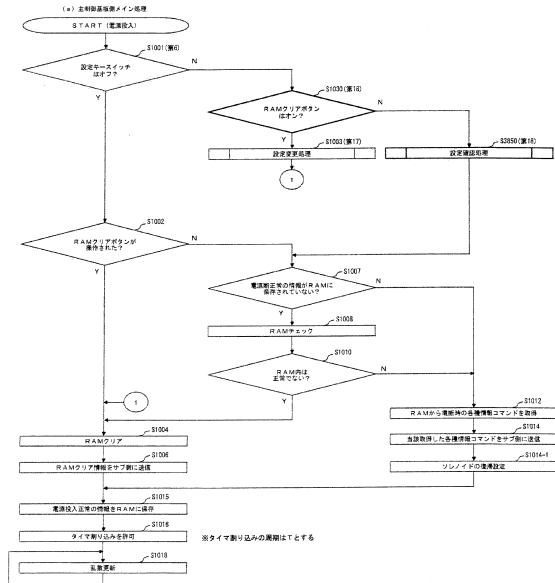 (a) 主制御基板側メイン処理
START (電源投入)
S1001(第6)
設定キースイッチ
はオフ?
N
Y
S1030(第16)
RAMクリアボタン
はオン?
N
Y
S1003(第17)
設定変更処理
S3850(第18)
設定確認処理
1
S1002
RAMクリアボタンが
操作された?
N
Y
S1007
電源断正常の情報がRAMに
保存されていない?
N
Y
S1008
RAMチェック
S1010
RAM内は
正常でない?
N
Y
1
S1012
RAMから電断時の各種情報コマンドを取得
S1004
RAMクリア
S1014
当該取得した各種情報コマンドをサブ側に送信
S1006
RAMクリア情報をサブ側に送信
S1014-1
ソレノイドの復帰設定
S1015
電源投入正常の情報をRAMに保存
S1016
タイマ割り込みを許可
※タイマ割り込みの周期はTとする
S1018
乱数更新